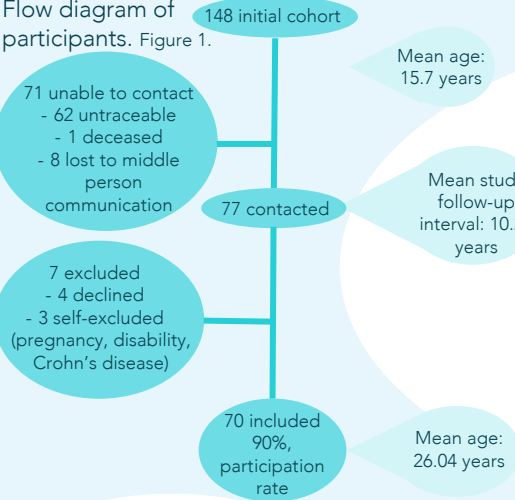 Flow diagram of
participants. Figure 1.
148 initial cohort
Mean age:
15.7 years
71 unable to contact
- 62 untraceable
- 1 deceased
- 8 lost to middle
person
communication
77 contacted
Mean
follow-up
interval:
years
7 excluded
- 4 declined
- 3 self-excluded
(pregnancy, disability,
Crohn's disease)
70 included
90%,
participation
rate
Mean age:
26.04 years